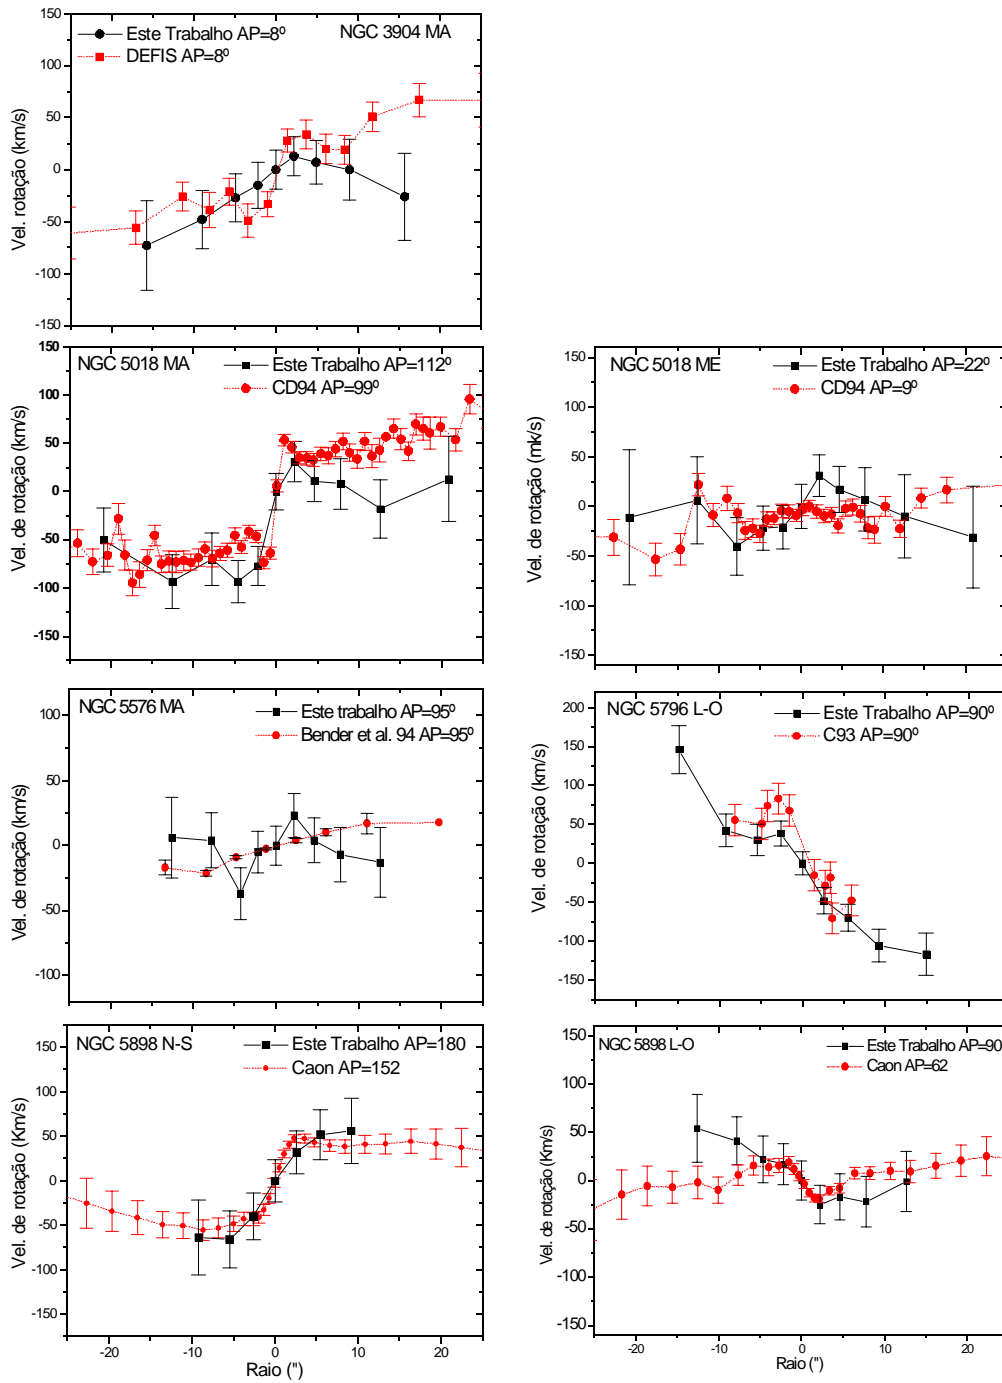 Este Trabalho AP=8º
DEFIS AP=8º
NGC 3904 MA
150
100
50
0
-50
-100
-150
Vel. rotação (km/s)
-20
-10
0
10
20
NGC 5018 MA
Este Trabalho AP=112º
CD94 AP=99º
150
100
50
0
-50
-100
-150
Vel. de rotação (km/s)
NGC 5018 ME
Este Trabalho AP=22º
CD94 AP=9º
150
100
50
0
-50
-100
-150
Vel. de rotação (mk/s)
NGC 5576 MA
Este trabalho AP=95º
Bender et al. 94 AP=95º
100
50
0
-50
-100
Vel. de rotação (km/s)
NGC 5796 L-O
Este Trabalho AP=90º
C93 AP=90º
200
150
100
50
0
-50
-100
-150
Vel. de rotação (km/s)
NGC 5898 N-S
Este Trabalho AP=180
Caon AP=152
150
100
50
0
-50
-100
-150
Vel. de rotação (Km/s)
-20
-10
0
10
20
Raio ('')
NGC 5898 L-O
Este Trabalho AP=90
Caon AP=62
150
100
50
0
-50
-100
-150
Vel. de rotação (km/s)
-20
-10
0
10
20
Raio ('')